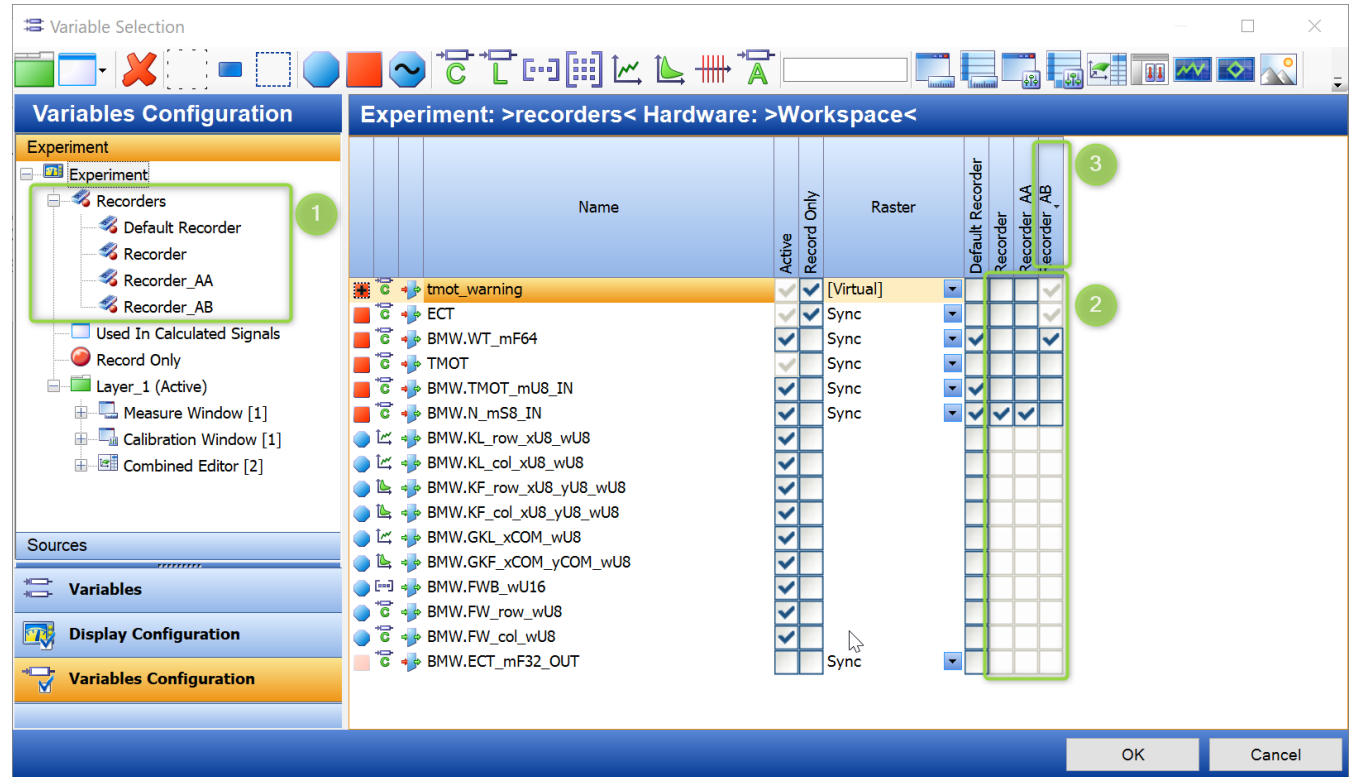 Variable Selection
Variables Configuration
Experiment: >recorders< Hardware: >Workspace<
Experiment
Experiment
Recorders
Default Recorder
Recorder
Recorder_AA
Recorder_AB
Used In Calculated Signals
Record Only
Layer_1 (Active)
Measure Window [1]
Calibration Window [1]
Combined Editor [2]
1
Sources
Variables
Display Configuration
Variables Configuration
Name
Active
Record Only
Raster
Default Recorder
Recorder
Recorder_AA
Recorder_AB
3
tmot_warning [Virtual]
2
ECT Sync
BMW.WT_mF64 Sync
TMOT Sync
BMW.TMOT_mU8_IN Sync
BMW.N_mS8_IN Sync
BMW.KL_row_xU8_wU8
BMW.KL_col_xU8_wU8
BMW.KF_row_xU8_yU8_wU8
BMW.KF_col_xU8_yU8_wU8
BMW.GKL_xCOM_wU8
BMW.GKF_xCOM_yCOM_wU8
BMW.FWB_wU16
BMW.FW_row_wU8
BMW.FW_col_wU8
BMW.ECT_mF32_OUT Sync
OK
Cancel